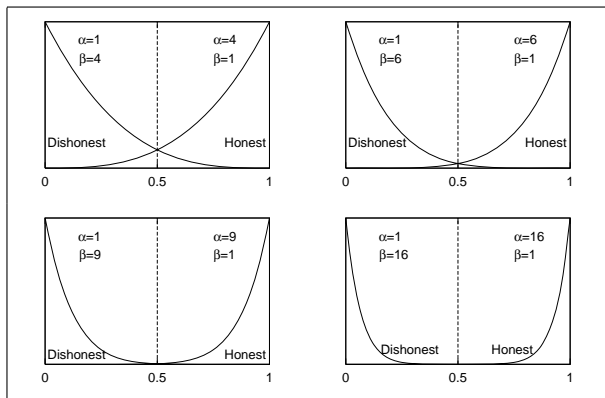 α=1 α=4
β=4 β=1
Dishonest Honest
0 0.5 1
α=1 α=6
β=6 β=1
Dishonest Honest
0 0.5 1
α=1 α=9
β=9 β=1
Dishonest Honest
0 0.5 1
α=1 α=16
β=16 β=1
Dishonest Honest
0 0.5 1